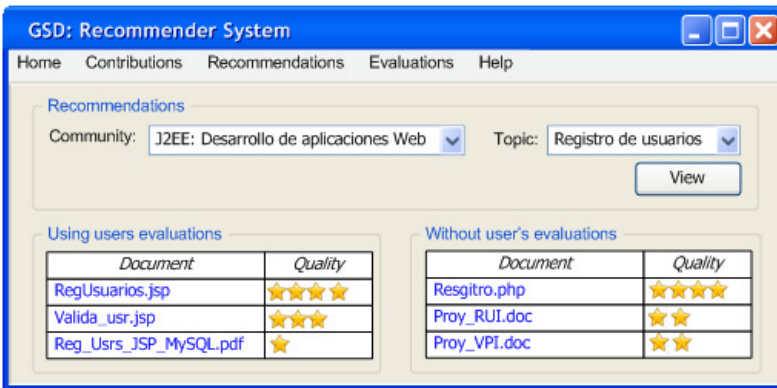 GSD: Recommender System
Home Contributions Recommendations Evaluations Help
Recommendations
Community: J2EE: Desarrollo de aplicaciones Web Topic: Registro de usuarios
View
Using users evaluations
Document Quality
RegUsuarios.jsp
Valida_usr.jsp
Reg_Usrs_JSP_MySQL.pdf
Without user's evaluations
Document Quality
Resgitro.php
Proy_RUI.doc
Proy_VPI.doc